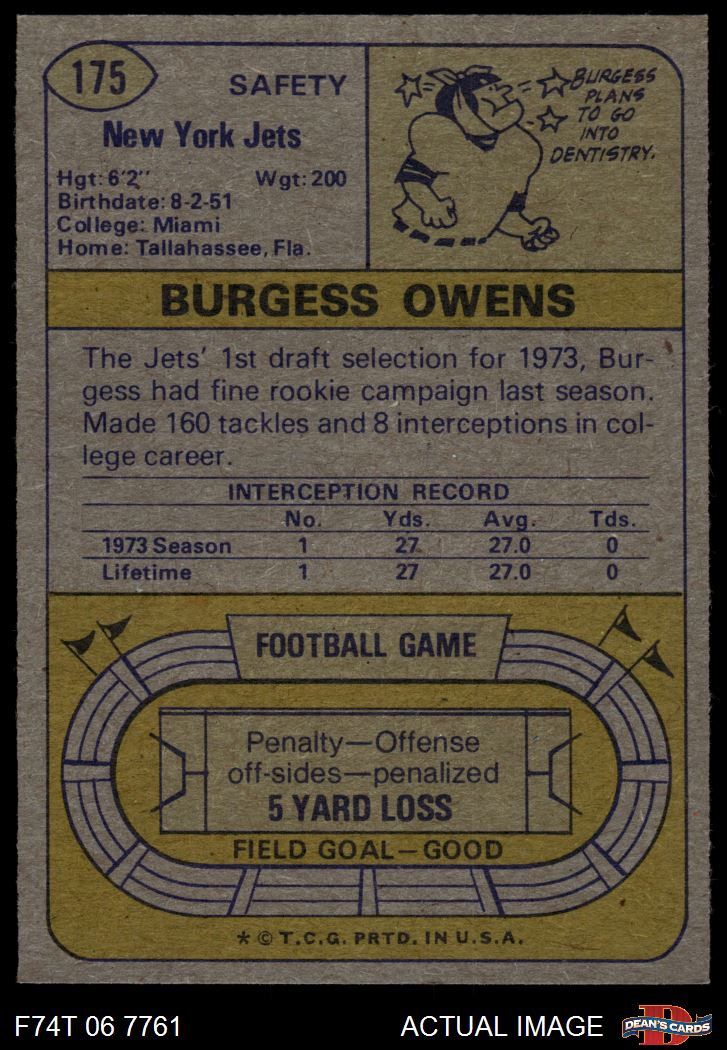 175
SAFETY
New York Jets
Hgt: 6'2" Wgt: 200
Birthdate: 8-2-51
College: Miami
Home: Tallahassee, Fla.
BURGESS
PLANS
TO GO
INTO
DENTISTRY.
BURGESS OWENS
The Jets' 1st draft selection for 1973, Bur-
gess had fine rookie campaign last season.
Made 160 tackles and 8 interceptions in col-
lege career.
INTERCEPTION RECORD
No. Yds. Avg. Tds.
1973 Season 1 27 27.0 0
Lifetime 1 27 27.0 0
FOOTBALL GAME
Penalty—Offense
off-sides—penalized
5 YARD LOSS
FIELD GOAL—GOOD
* © T.C.G. PRTD. IN U.S.A.
F74T 06 7761 ACTUAL IMAGE
D
DEAN'S CARDS